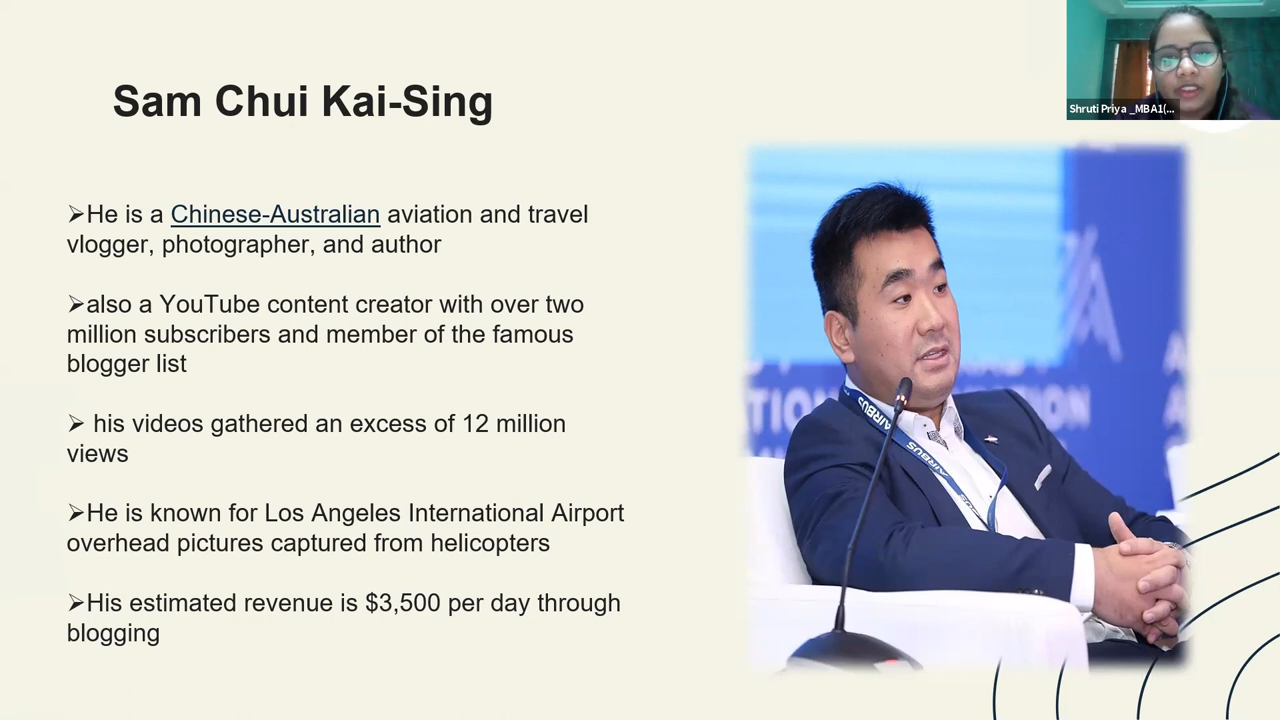 Sam Chui Kai-Sing
Shruti Priya _MBA1(...
➢He is a Chinese-Australian aviation and travel
vlogger, photographer, and author
➢also a YouTube content creator with over two
million subscribers and member of the famous
blogger list
➢ his videos gathered an excess of 12 million
views
➢He is known for Los Angeles International Airport
overhead pictures captured from helicopters
➢His estimated revenue is $3,500 per day through
blogging
AIRBUS
AIRBUS